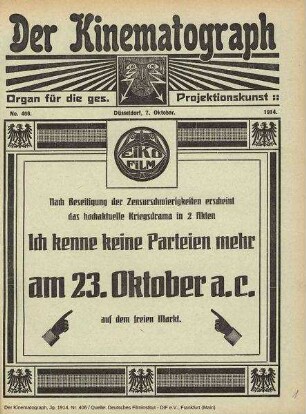 Der Kinematograph
Organ für die ges. Projektionskunst ::
No. 406. Düsseldorf, 7. Oktober. 1914.
EIKO
FILM
Nach Beseitigung der Zensurschwierigkeiten erscheint
das hochaktuelle Kriegsdrama in 2 Akten
Ich kenne keine Parteien mehr
am 23. Oktober a. c.
auf dem freien Markt.
Der Kinematograph, Jg. 1914, Nr. 406 / Quelle: Deutsches Filminstitut - DIF e.V., Frankfurt (Main)